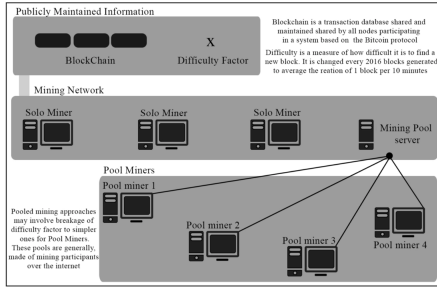 Publicly Maintained Information
BlockChain
X
Difficulty Factor
Blockchain is a transaction database shared and
maintained shared by all nodes participating
in a system based on the Bitcoin protocol
Difficulty is a measure of how difficult it is to find a
new block. It is changed every 2016 blocks generated
to average the reation of 1 block per 10 minutes
Mining Network
Solo Miner
Solo Miner
Solo Miner
Mining Pool
server
Pool Miners
Pool miner 1
Pool miner 2
Pool miner 3
Pool miner 4
Pooled mining approaches
may involve breakage of
difficulty factor to simpler
ones for Pool Miners.
These pools are generally,
made of mining participants
over the internet